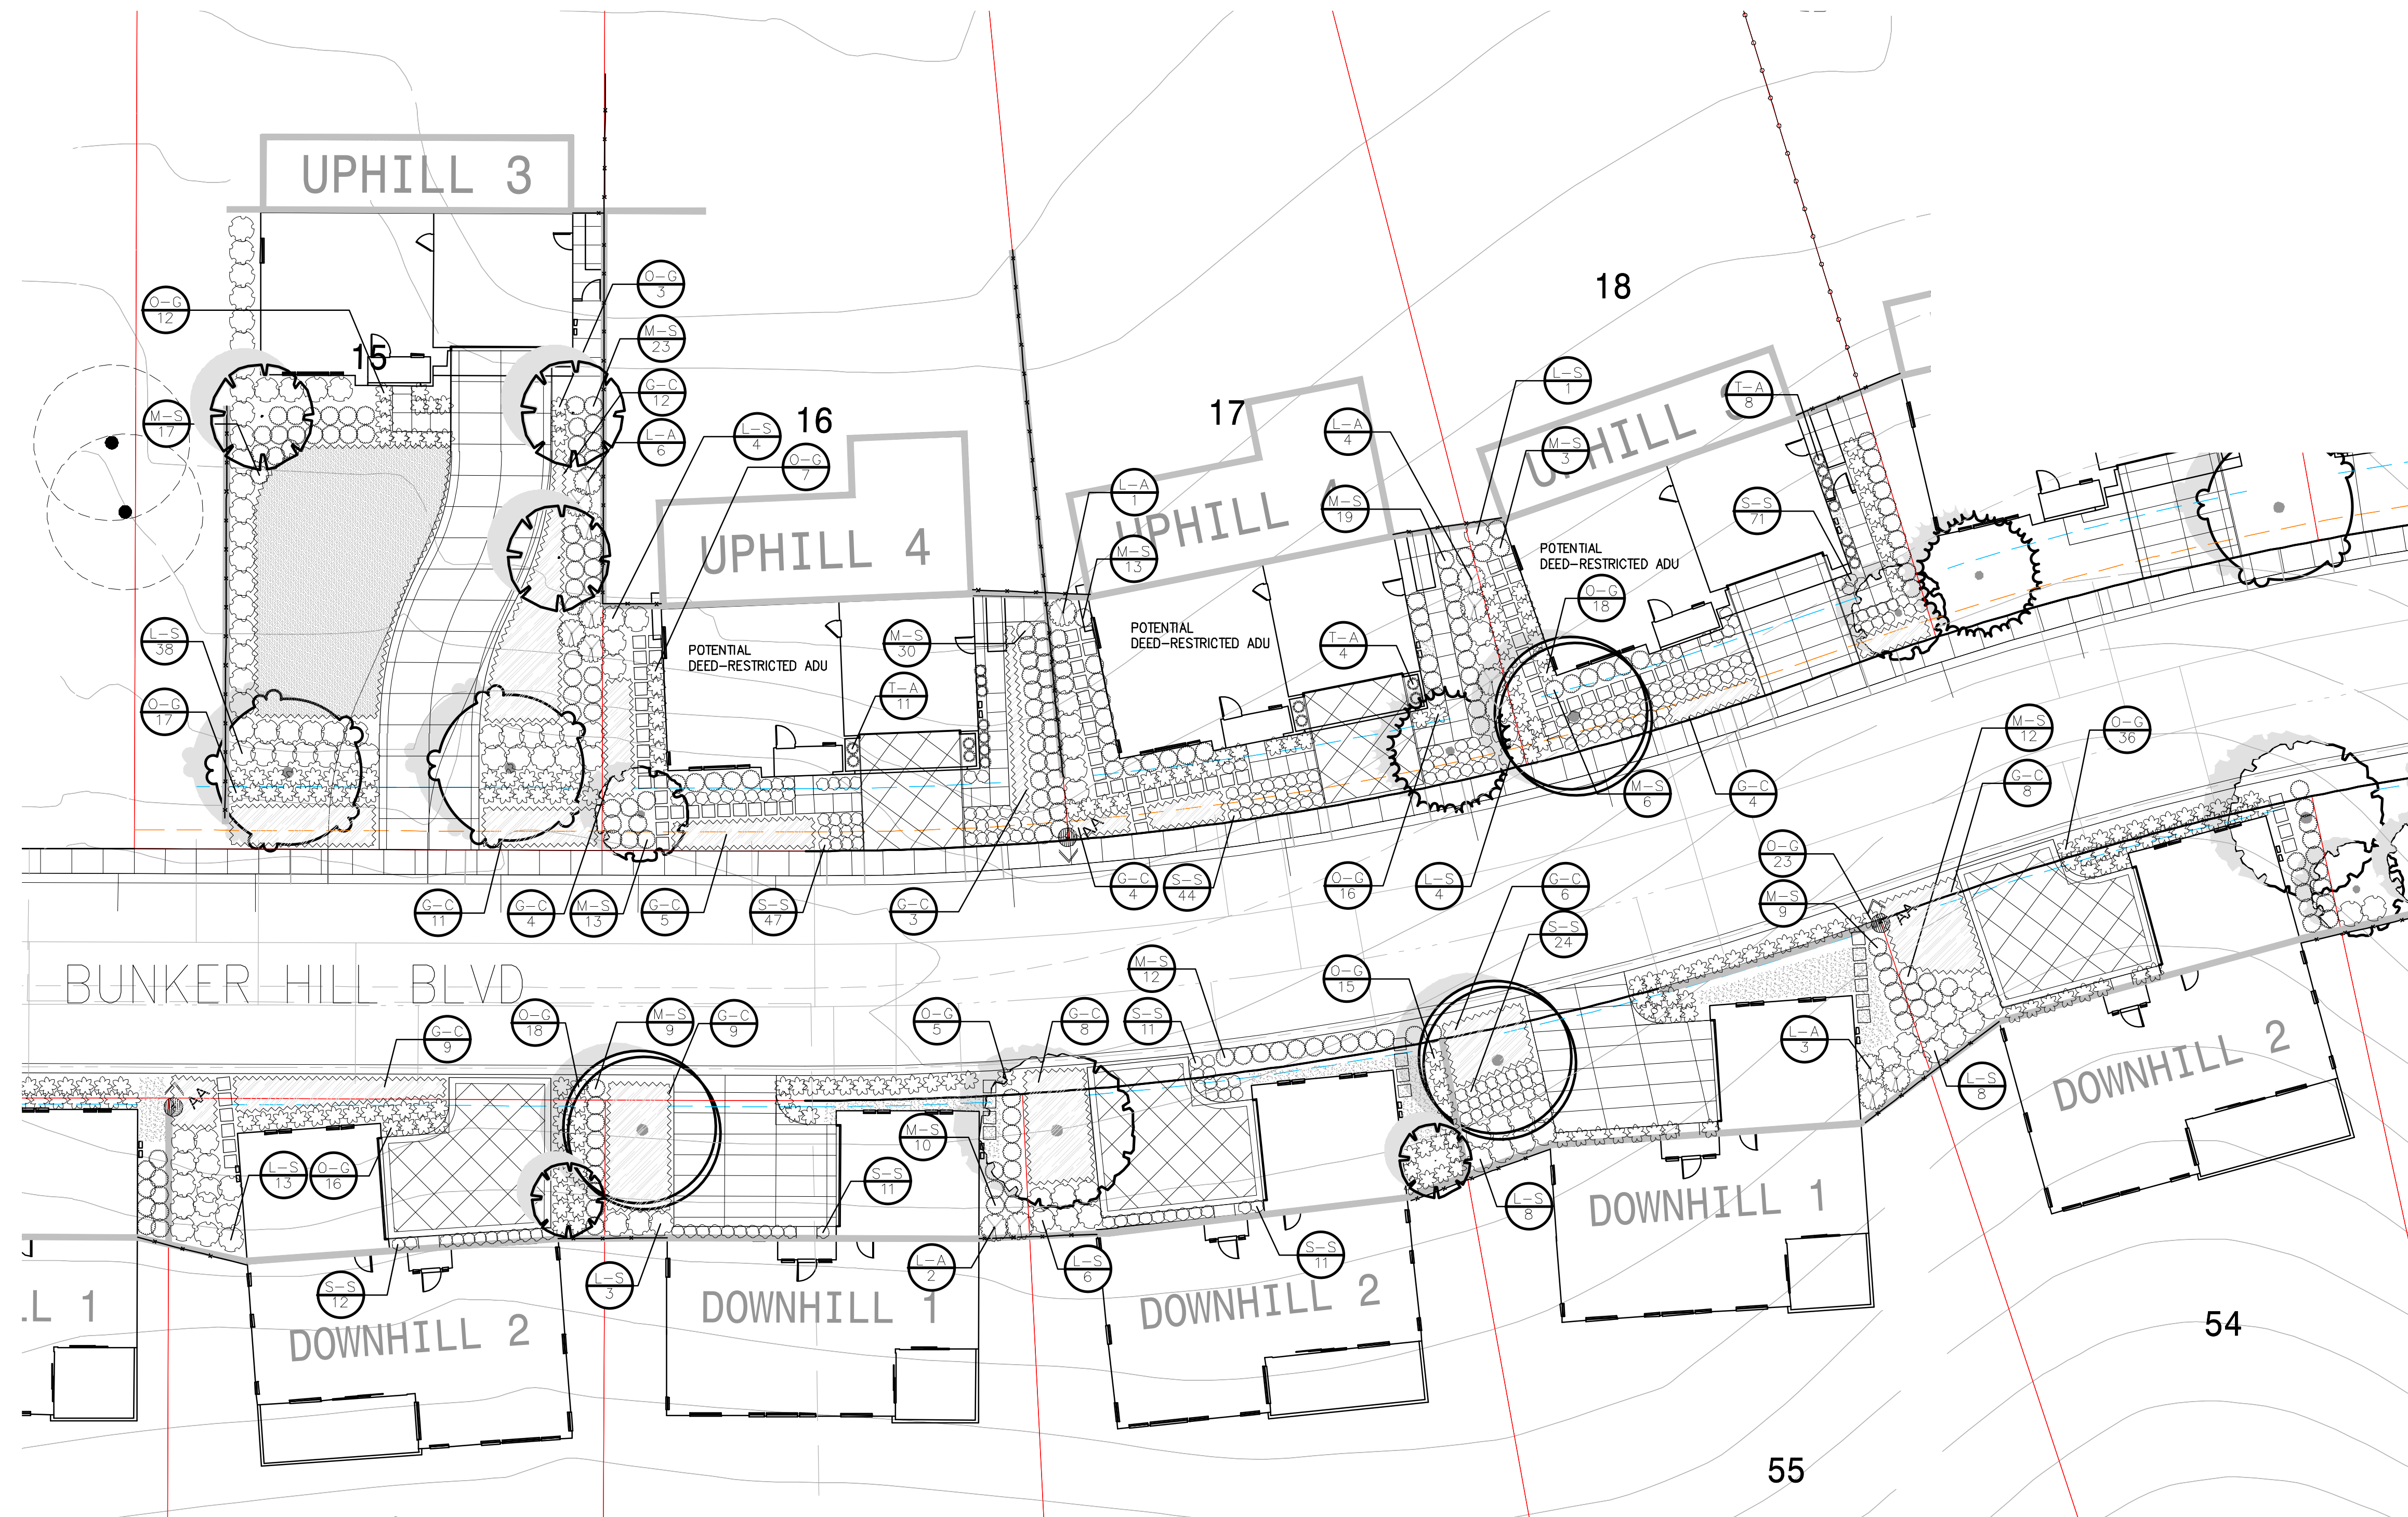 UPHILL 3
18
O-G
3
O-G
12
M-S
23
15
G-C
12
L-S
1
T-A
8
17
16
M-S
17
L-A
6
L-S
4
L-A
4
UPHILL 3
M-S
3
O-G
7
L-A
1
M-S
19
S-S
71
UPHILL 4
UPHILL 4
M-S
13
POTENTIAL
DEED-RESTRICTED ADU
O-G
18
L-S
38
M-S
30
POTENTIAL
DEED-RESTRICTED ADU
POTENTIAL
DEED-RESTRICTED ADU
T-A
4
T-A
11
O-G
17
M-S
12
O-G
36
G-C
8
M-S
6
G-C
4
AA
O-G
23
G-C
11
G-C
4
M-S
13
G-C
5
S-S
47
G-C
3
G-C
4
S-S
44
O-G
16
L-S
4
G-C
6
M-S
9
AA
S-S
24
BUNKER HILL BLVD
M-S
12
O-G
15
G-C
9
O-G
18
M-S
9
G-C
9
O-G
5
G-C
8
S-S
11
L-A
3
DOWNHILL 2
AA
M-S
10
L-S
13
O-G
16
S-S
11
L-S
8
L-S
8
DOWNHILL 1
S-S
12
L-S
3
L-A
2
L-S
6
S-S
11
L 1
DOWNHILL 2
DOWNHILL 1
DOWNHILL 2
54
55